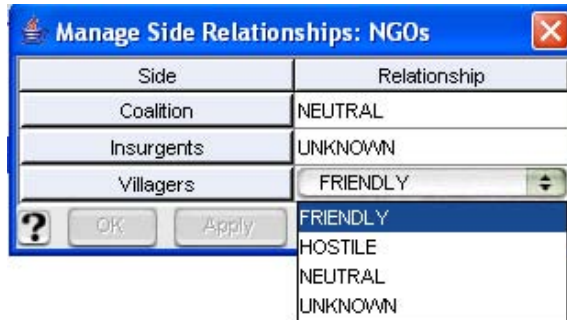 Manage Side Relationships: NGOs
Side Relationship
Coalition NEUTRAL
Insurgents UNKNOWN
Villagers FRIENDLY
? OK Apply
FRIENDLY
HOSTILE
NEUTRAL
UNKNOWN